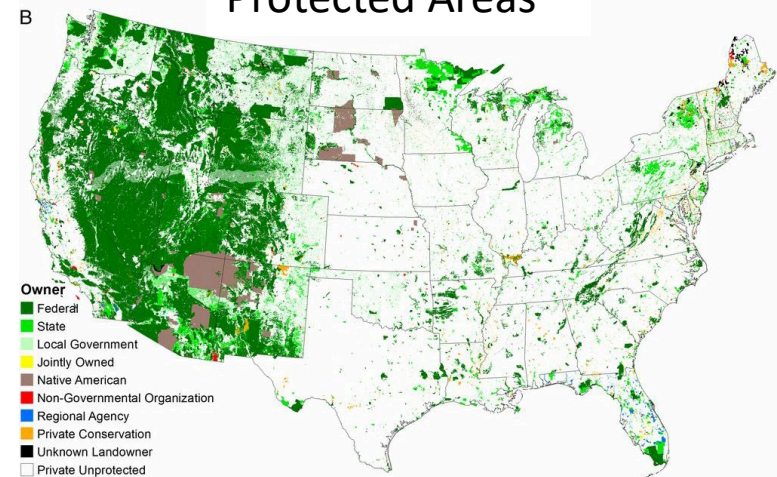 Protected Areas
B
Owner
Federal
State
Local Government
Jointly Owned
Native American
Non-Governmental Organization
Regional Agency
Private Conservation
Unknown Landowner
Private Unprotected